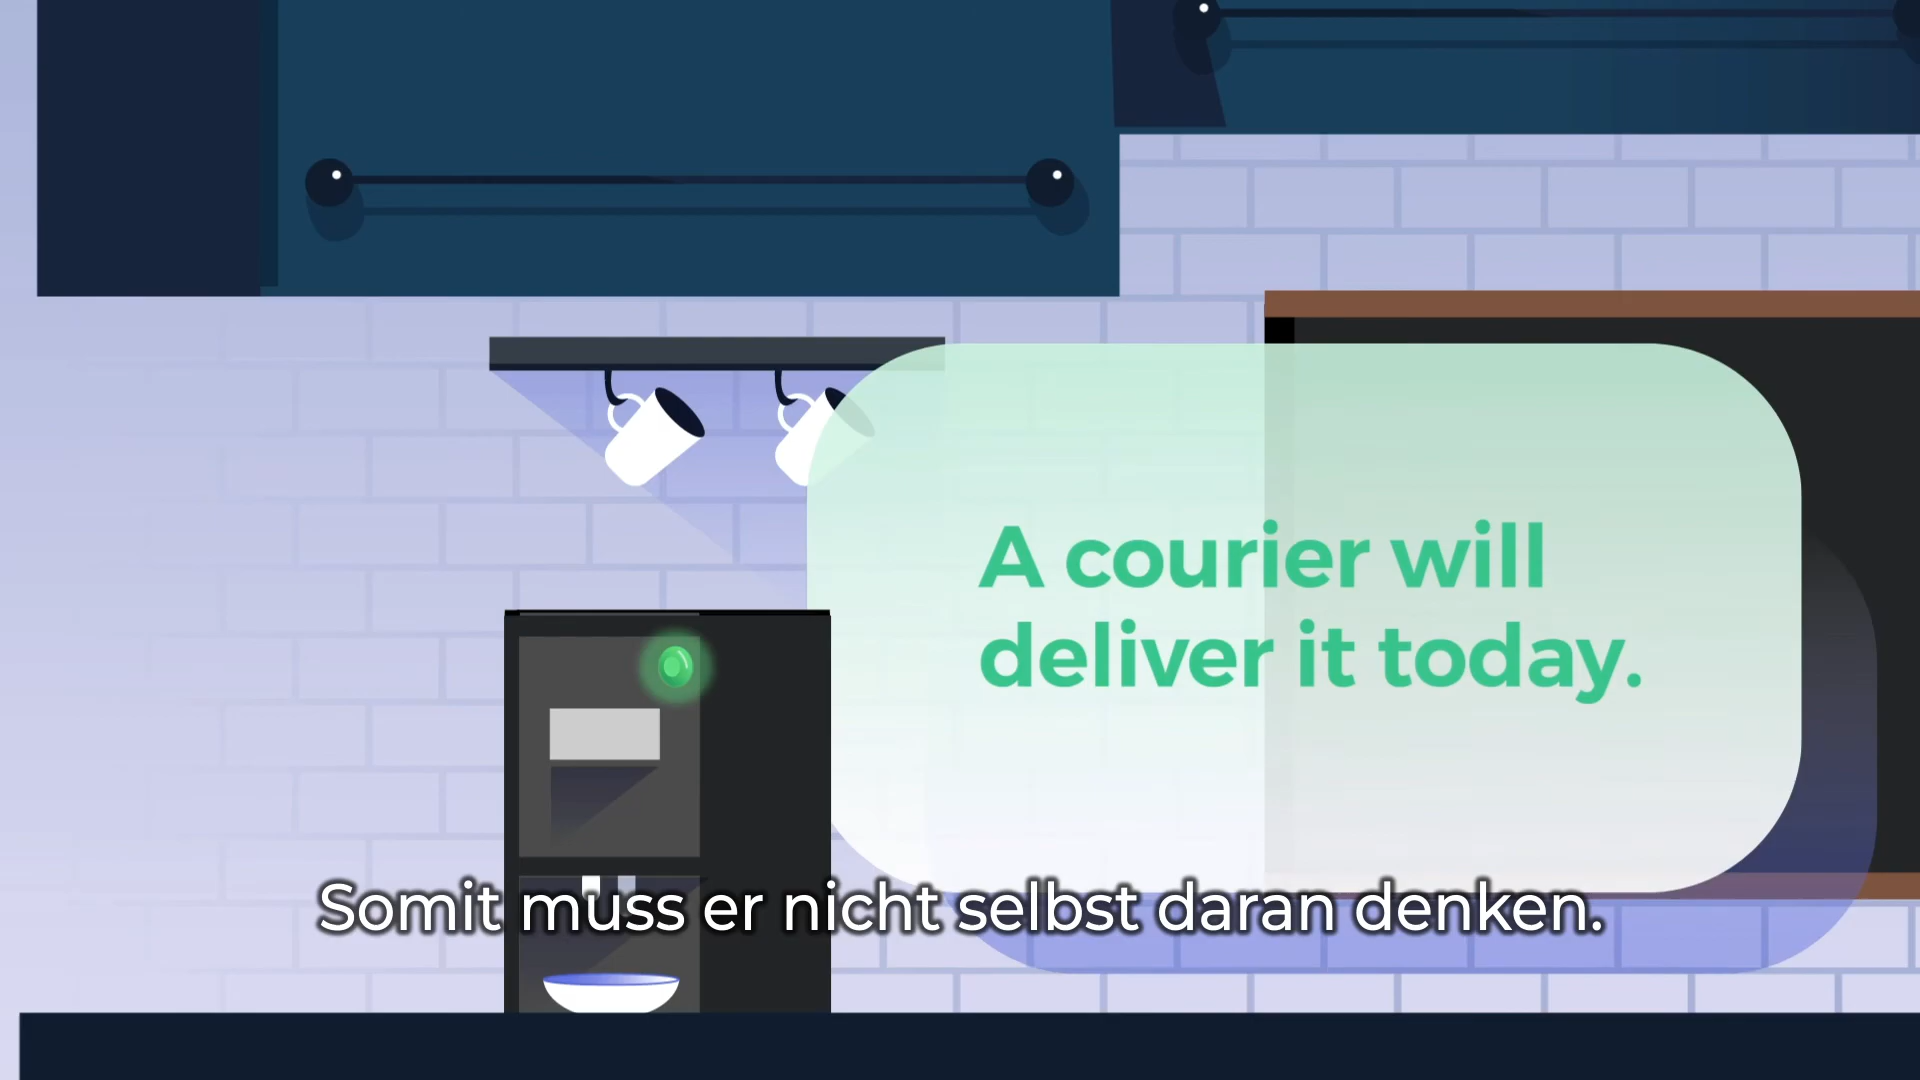 A courier will
deliver it today.
Somit muss er nicht selbst daran denken.